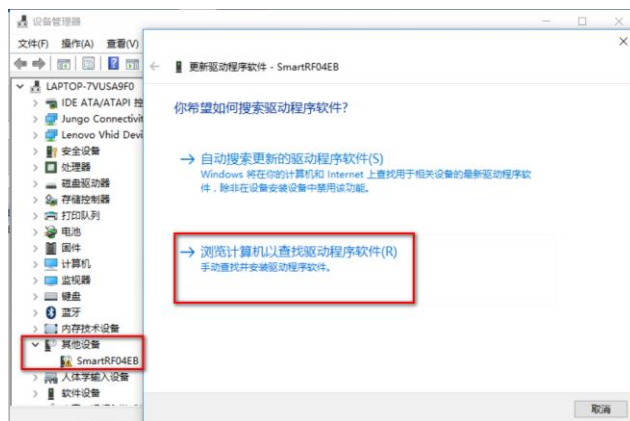 设备管理器
文件(F) 操作(A) 查看(V)
LAPTOP-7VUSA9F0
IDE ATA/ATAPI 控
Jungo Connectivit
Lenovo Vhid Devi
安全设备
处理器
磁盘驱动器
存储控制器
打印队列
电池
固件
计算机
监视器
键盘
蓝牙
内存技术设备
其他设备
SmartRF04EB
人体学输入设备
软件设备
更新驱动程序软件 - SmartRF04EB
你希望如何搜索驱动程序软件?
自动搜索更新的驱动程序软件(S)
Windows 将在你的计算机和 Internet 上查找用于相关设备的最新驱动程序软
件，除非在设备安装设备中禁用该功能。
浏览计算机以查找驱动程序软件(R)
手动查找并安装驱动程序软件。
取消